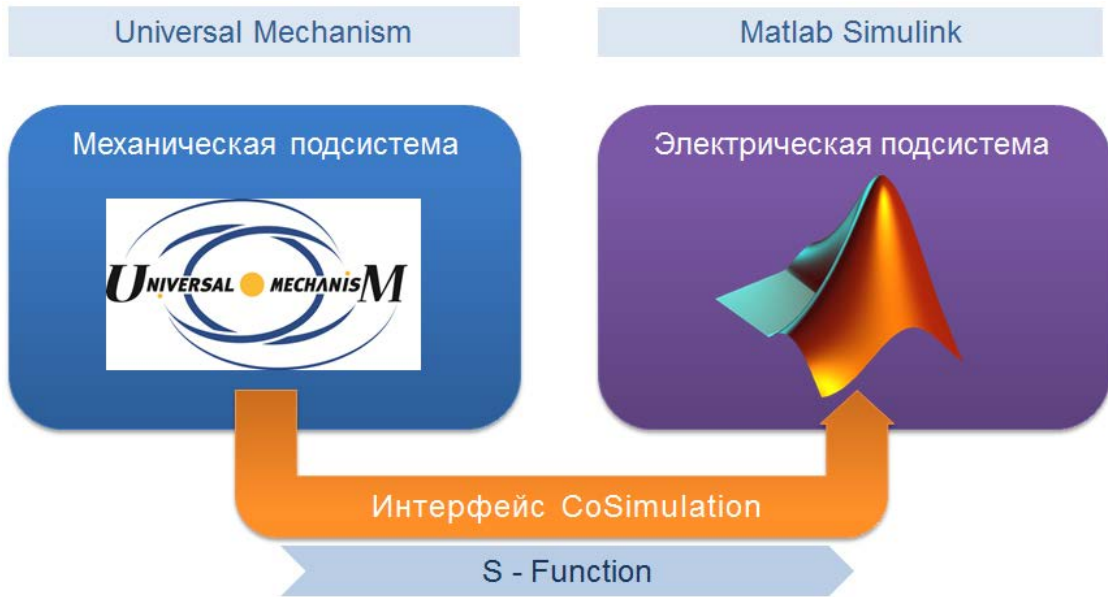 Universal Mechanism
Matlab Simulink
Механическая подсистема
Электрическая подсистема
UNIVERSAL MECHANISM
Интерфейс CoSimulation
S - Function